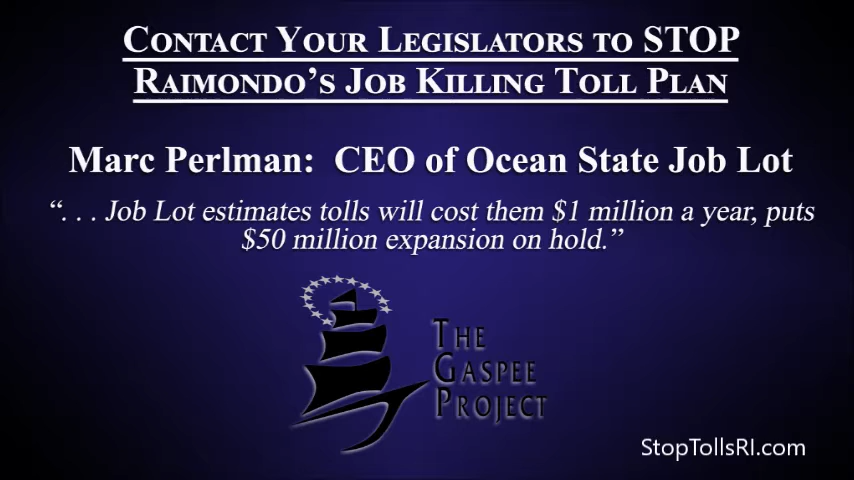 Contact Your Legislators to STOP
Raimondo's Job Killing Toll Plan
Marc Perlman: CEO of Ocean State Job Lot
“. . . Job Lot estimates tolls will cost them $1 million a year, puts
$50 million expansion on hold.”
The
Gaspee
Project
StopTollsRI.com